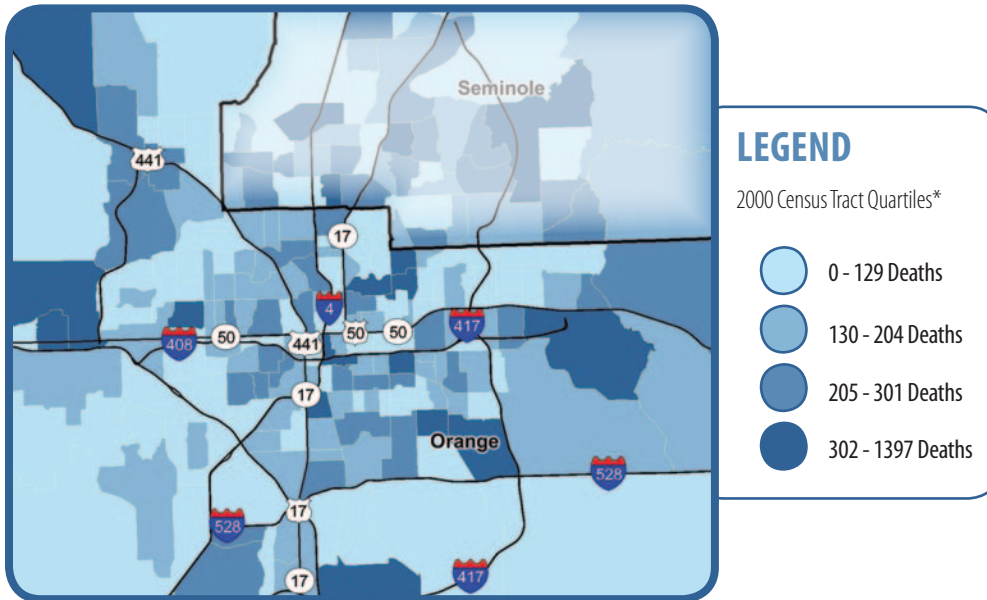 Seminole
441
17
4
50
50
50
417
408
441
17
Orange
528
17
528
17
417
LEGEND
2000 Census Tract Quartiles*
0 - 129 Deaths
130 - 204 Deaths
205 - 301 Deaths
302 - 1397 Deaths